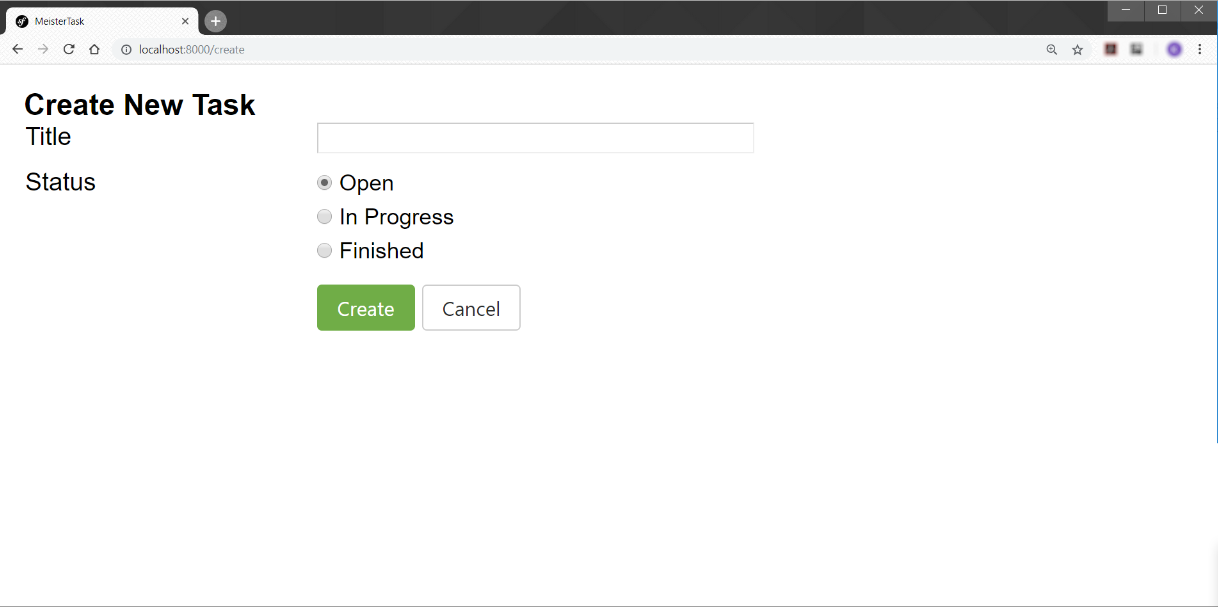 MeisterTask
localhost:8000/create
Create New Task
Title
Status
Open
In Progress
Finished
Create Cancel